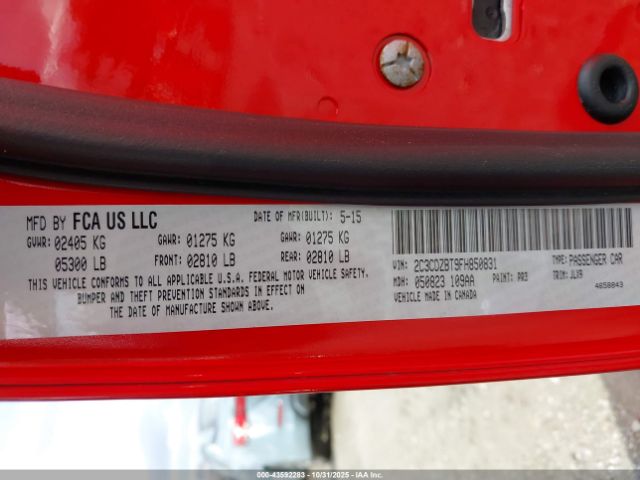 MFD BY FCA US LLC DATE OF MFR(BUILT): 5-15
GVWR: 02405 KG GAWR: 01275 KG GAWR: 01275 KG
05300 LB FRONT: 02810 LB REAR: 02810 LB
THIS VEHICLE CONFORMS TO ALL APPLICABLE U.S.A. FEDERAL MOTOR VEHICLE SAFETY,
BUMPER AND THEFT PREVENTION STANDARDS IN EFFECT ON
THE DATE OF MANUFACTURE SHOWN ABOVE.
VIN: 2C3CDZBT9FH850831 TYPE: PASSENGER CAR
MDH: 050823 109AA PAINT: PR3 TRIM: JLX9
VEHICLE MADE IN CANADA 4658843
000-43592283 - 10/31/2025 - IAAI.COM